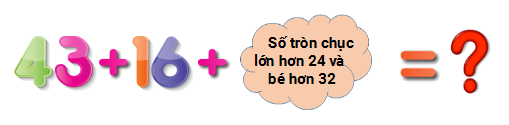 43+16+ Số tròn chục lớn hơn 24 và bé hơn 32 = ?